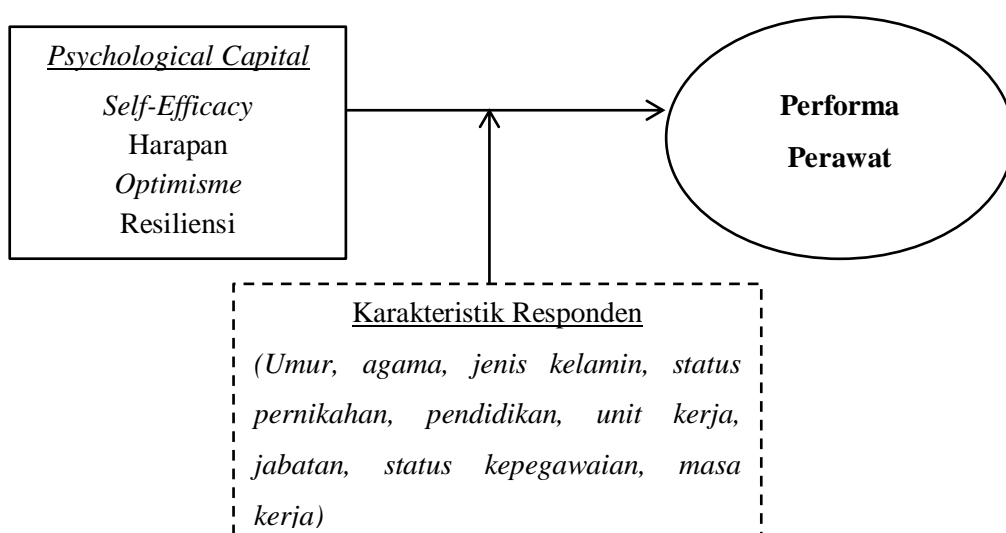 Psychological Capital
Self-Efficacy
Harapan
Optimisme
Resiliensi
Performa
Perawat
Karakteristik Responden
(Umur, agama, jenis kelamin, status
pernikahan, pendidikan, unit kerja,
jabatan, status kepegawaian, masa
kerja)